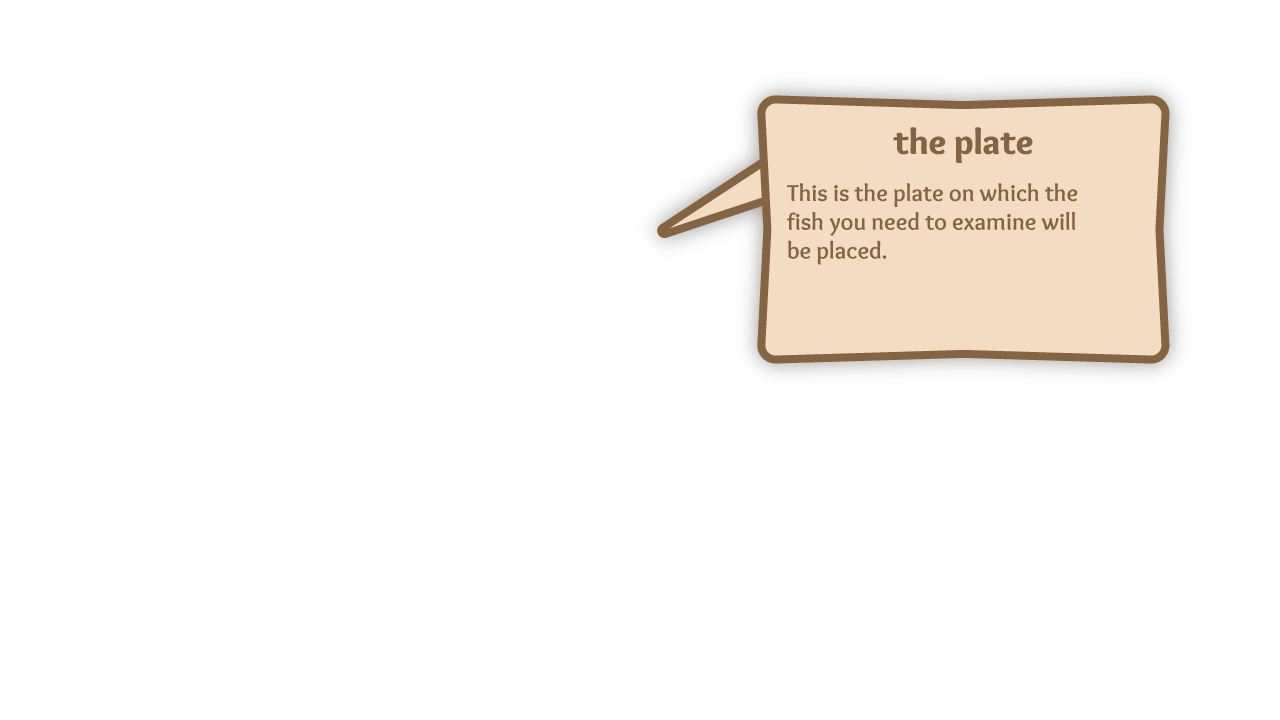 the plate
This is the plate on which the
fish you need to examine will
be placed.